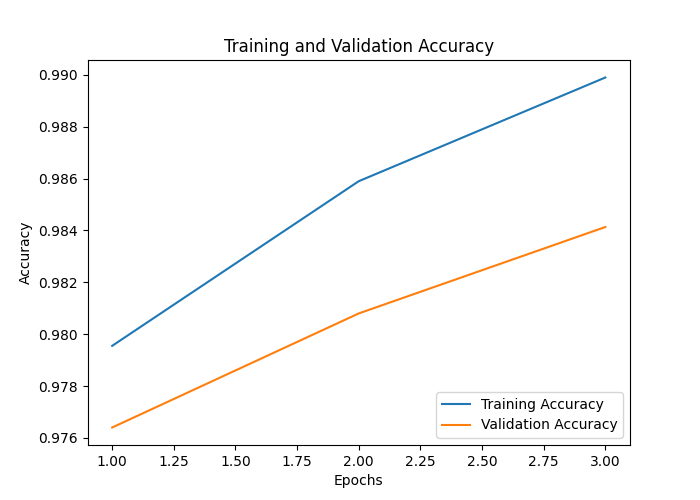 Training and Validation Accuracy
0.990
0.988
0.986
0.984
0.982
0.980
0.978
0.976
Accuracy
1.00 1.25 1.50 1.75 2.00 2.25 2.50 2.75 3.00
Epochs
Training Accuracy
Validation Accuracy